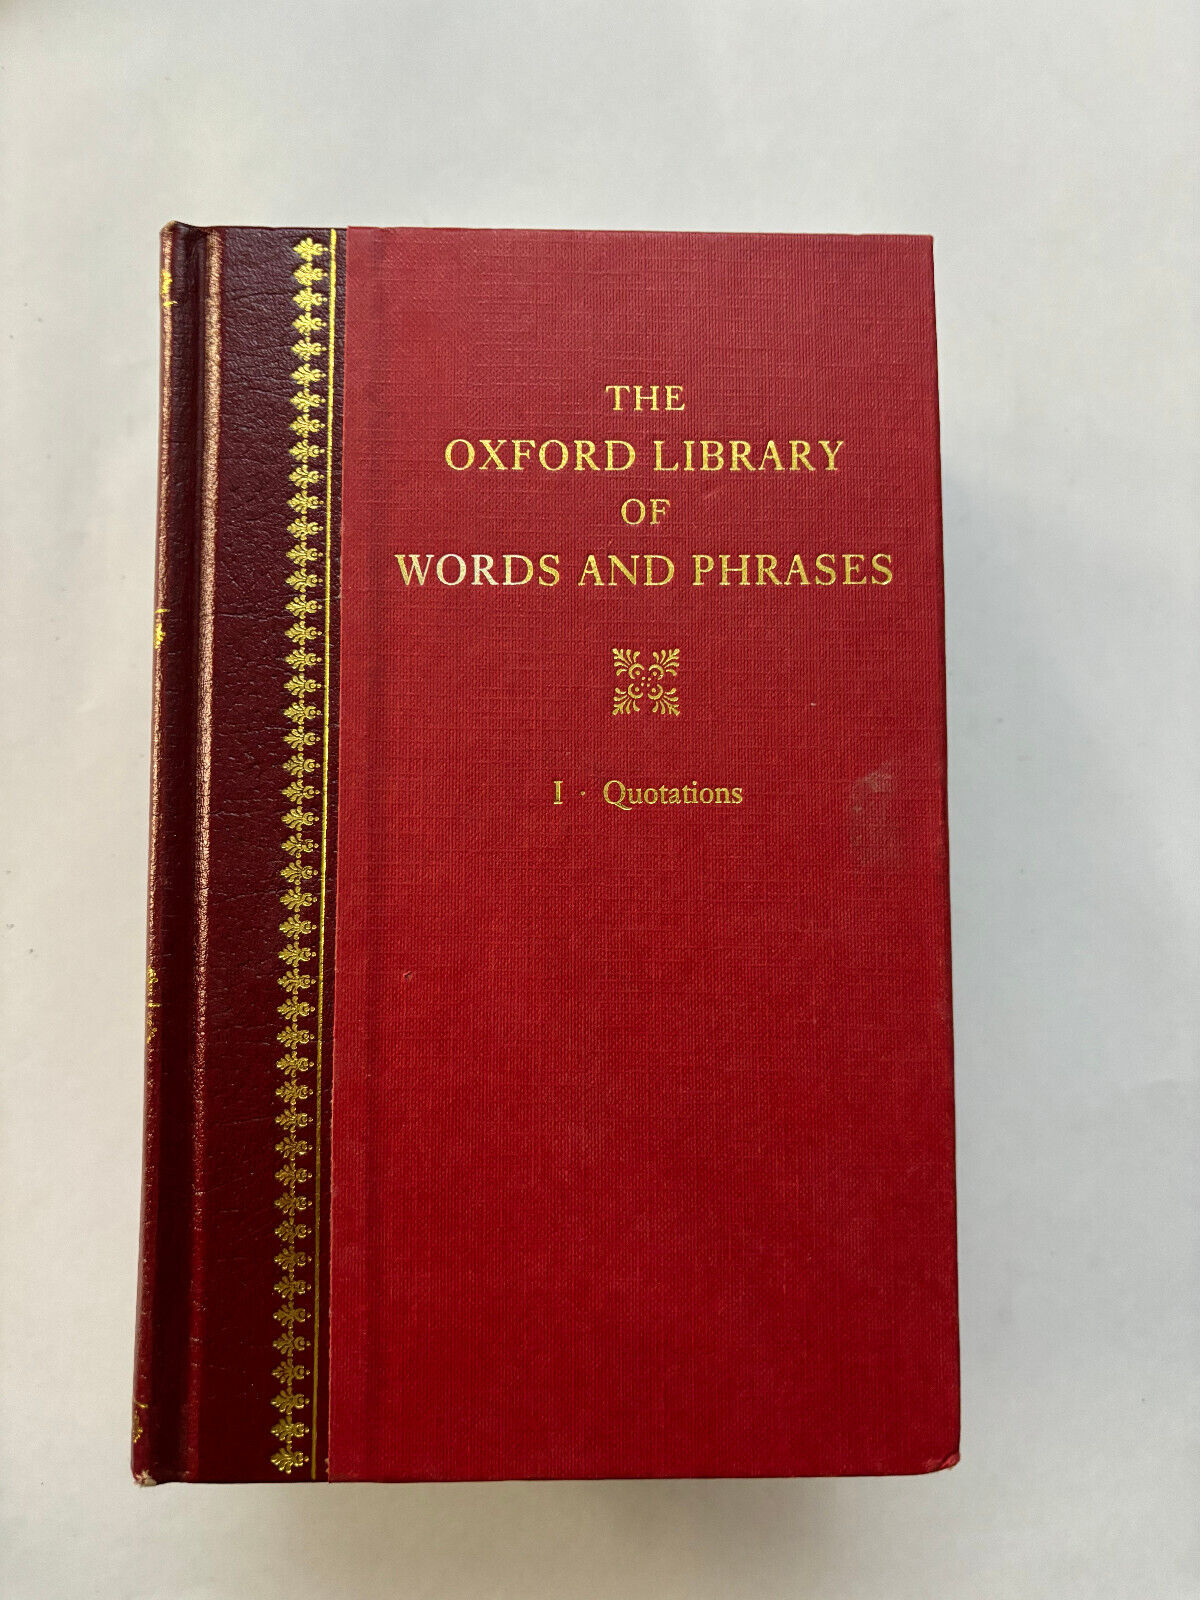 THE
OXFORD LIBRARY
OF
WORDS AND PHRASES
I · Quotations